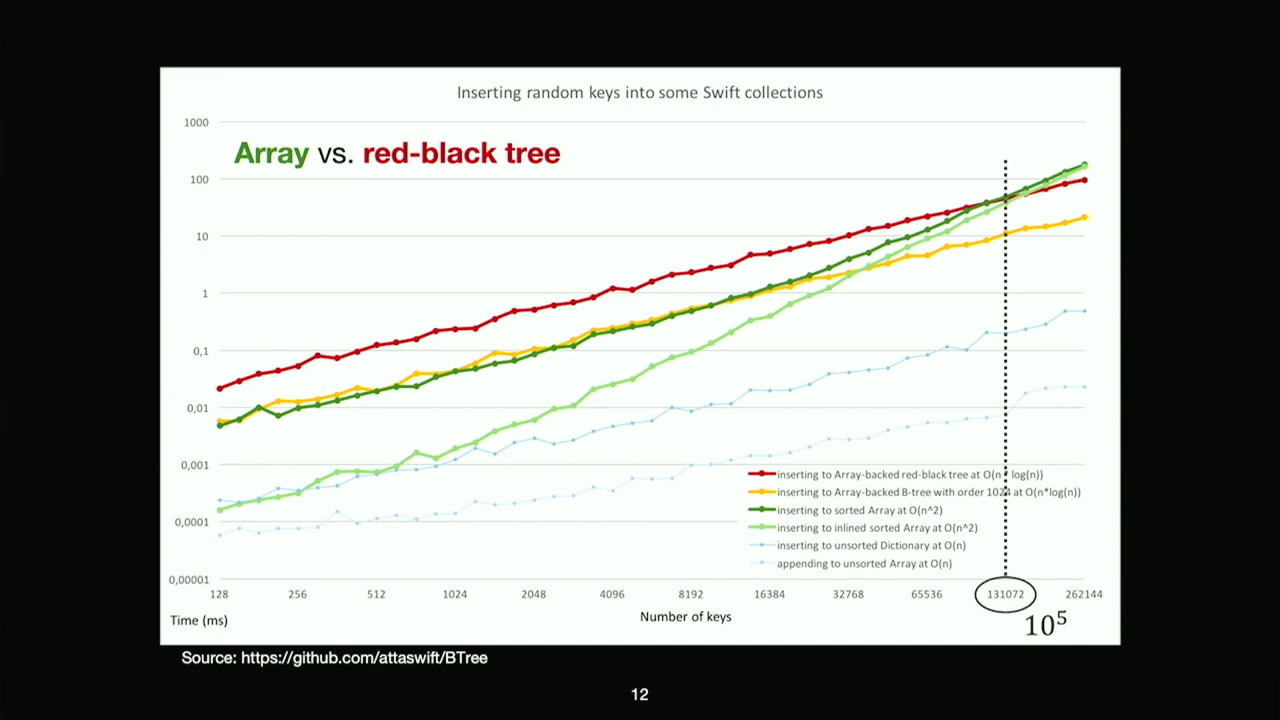 Inserting random keys into some Swift collections
Array vs. red-black tree
1000
100
10
1
0,1
0,01
0,001
0,0001
0,00001
inserting to Array-backed red-black tree at O(n* log(n))
inserting to Array-backed B-tree with order 1024 at O(n*log(n))
inserting to sorted Array at O(n^2)
inserting to inlined sorted Array at O(n^2)
inserting to unsorted Dictionary at O(n)
appending to unsorted Array at O(n)
128 256 512 1024 2048 4096 8192 16384 32768 65536 131072 262144
Time (ms)
Number of keys
10⁵
Source: https://github.com/attaswift/BTree
12